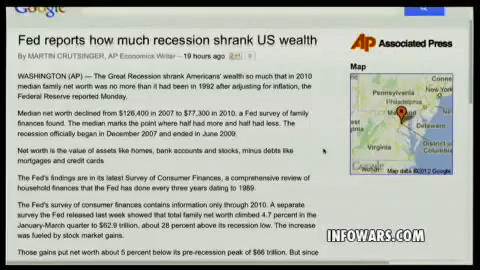 Google
Fed reports how much recession shrank US wealth
By MARTIN CRUTSINGER, AP Economics Writer – 19 hours ago
WASHINGTON (AP) — The Great Recession shrank Americans' wealth so much that in 2010
median family net worth was no more than it had been in 1992 after adjusting for inflation, the
Federal Reserve reported Monday.
Median net worth declined from $126,400 in 2007 to $77,300 in 2010, a Fed survey of family
finances found. The median marks the point where half had more and half had less. The
recession officially began in December 2007 and ended in June 2009.
Net worth is the value of assets like homes, bank accounts and stocks, minus debts like
mortgages and credit cards
The Fed's findings are in its latest Survey of Consumer Finances, a comprehensive review of
household finances that the Fed has done every three years dating to 1989.
The Fed's survey of consumer finances contains information only through 2010. A separate
survey the Fed released last week showed that total family net worth climbed 4.7 percent in the
January-March quarter to $62.9 trillion, about 28 percent above its recession low. The
increase was fueled by stock market gains.
Those gains put net worth about 5 percent below its pre-recession peak of $66 trillion. But since
AP Associated Press
Map
Pennsylvania
New York
Philadelphia
Maryland
Delaware
District of
Columbia
Virginia
Google
Map data ©2012 Google
INFOWARS.COM